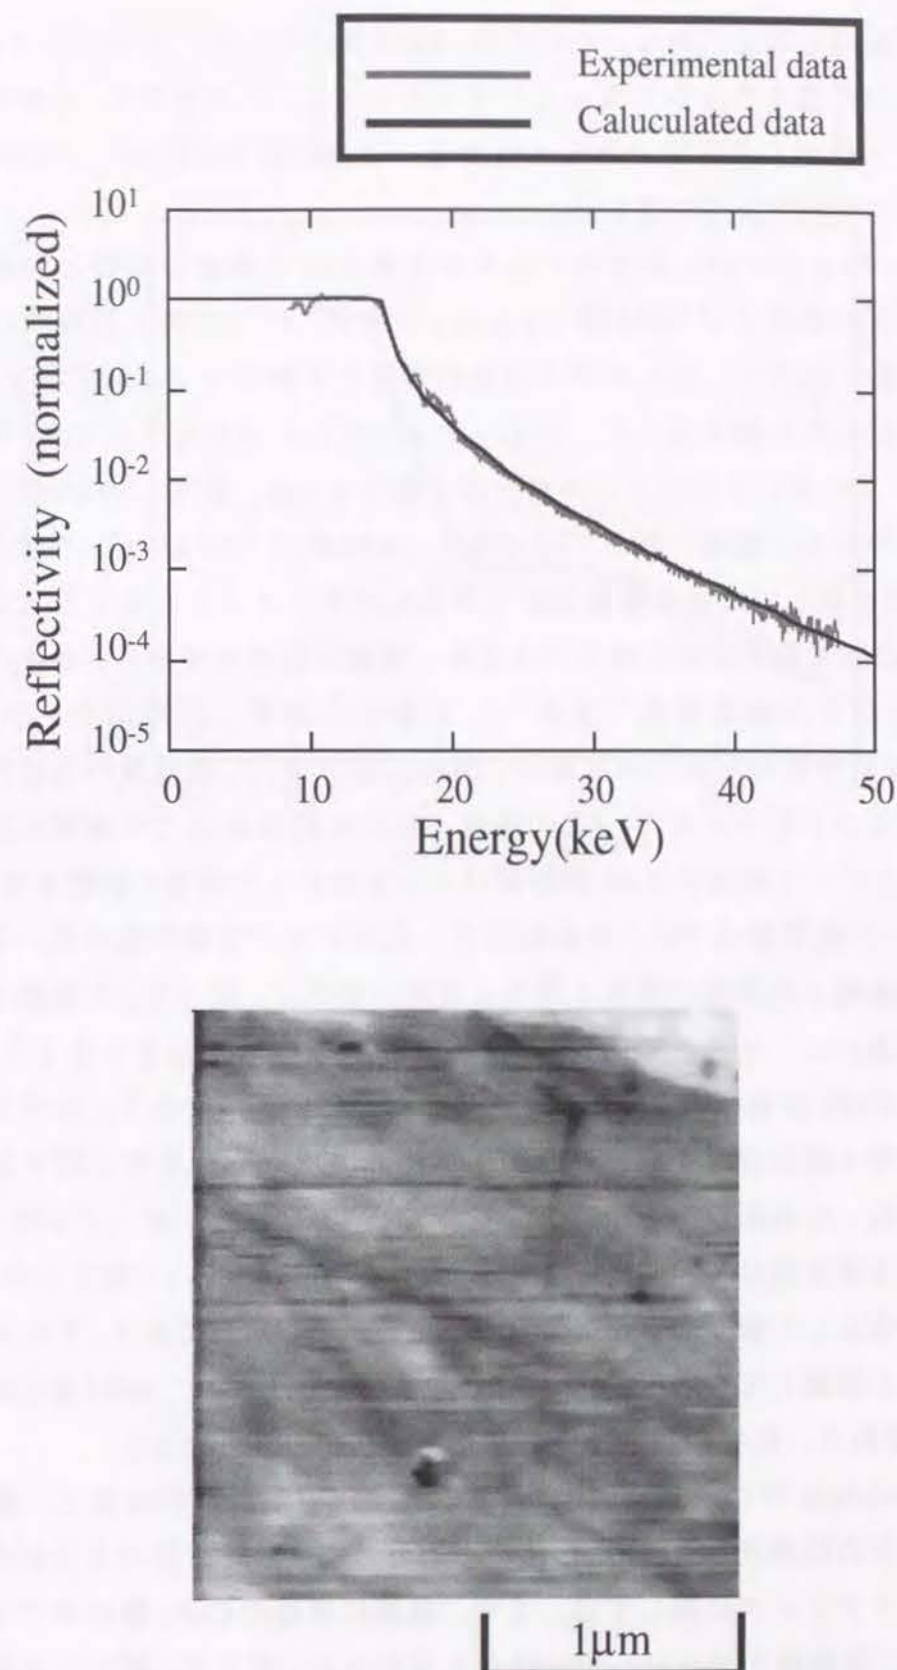 Experimental data
Caluculated data
10¹
10⁰
10⁻¹
10⁻²
10⁻³
10⁻⁴
10⁻⁵
Reflectivity (normalized)
0 10 20 30 40 50
Energy(keV)
1μm